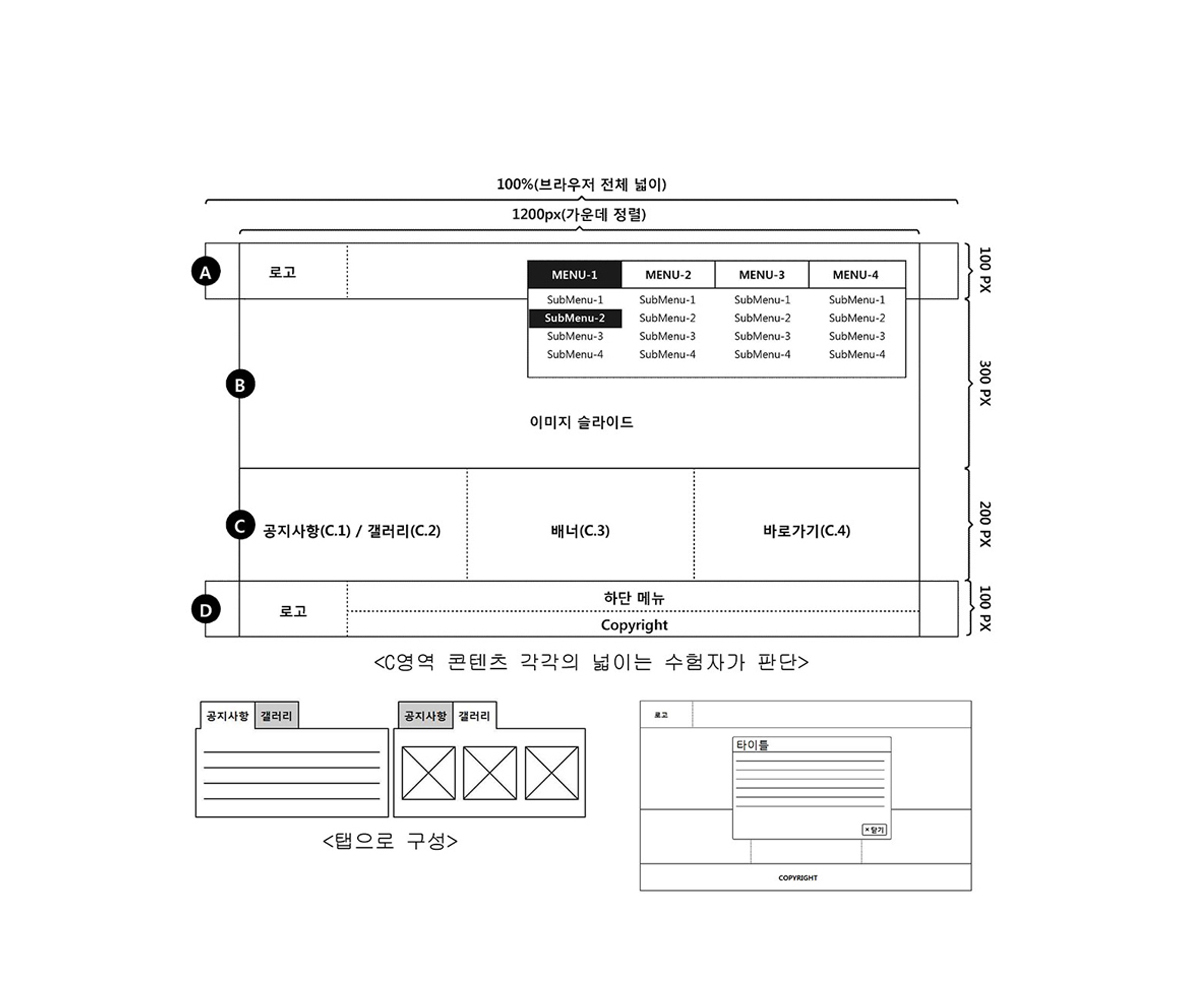 100%(브라우저 전체 넓이)
1200px(가운데 정렬)
A
로고
MENU-1 MENU-2 MENU-3 MENU-4
SubMenu-1 SubMenu-1 SubMenu-1 SubMenu-1
SubMenu-2 SubMenu-2 SubMenu-2 SubMenu-2
SubMenu-3 SubMenu-3 SubMenu-3 SubMenu-3
SubMenu-4 SubMenu-4 SubMenu-4 SubMenu-4
100 PX
B
이미지 슬라이드
300 PX
C
공지사항(C.1) / 갤러리(C.2) 배너(C.3) 바로가기(C.4)
200 PX
D
로고
하단 메뉴
Copyright
100 PX
<C영역 콘텐츠 각각의 넓이는 수험자가 판단>
공지사항 갤러리
공지사항 갤러리
<탭으로 구성>
로고
타이틀
× 닫기
COPYRIGHT